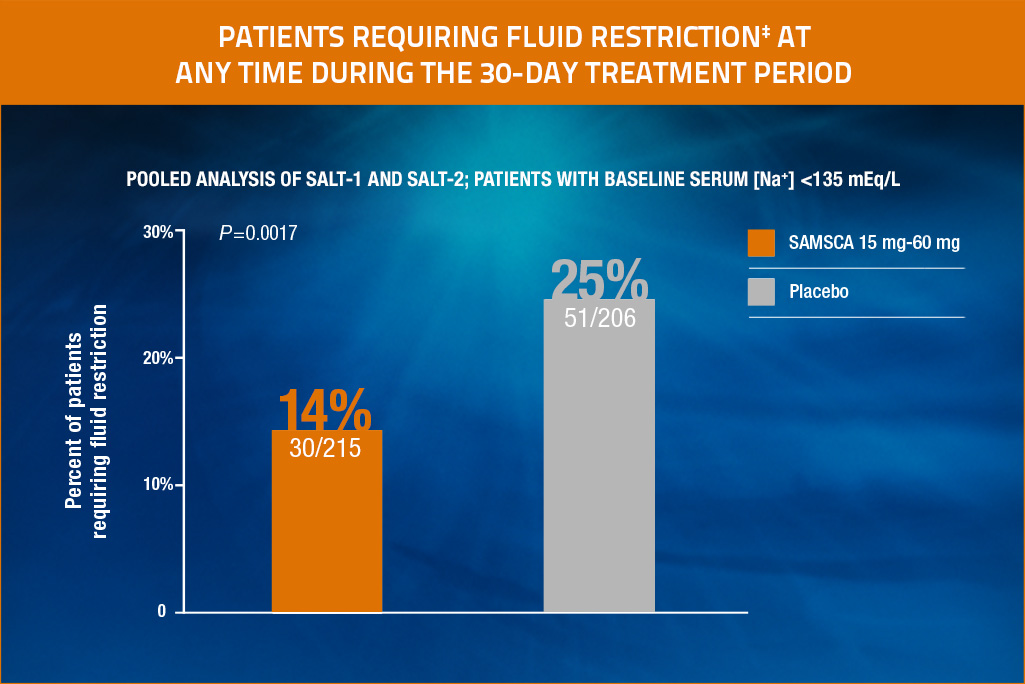 PATIENTS REQUIRING FLUID RESTRICTION‡ AT
ANY TIME DURING THE 30-DAY TREATMENT PERIOD
POOLED ANALYSIS OF SALT-1 AND SALT-2; PATIENTS WITH BASELINE SERUM [Na+] <135 mEq/L
Percent of patients
requiring fluid restriction
30%
20%
10%
0
P=0.0017
14%
30/215
25%
51/206
SAMSCA 15 mg-60 mg
Placebo